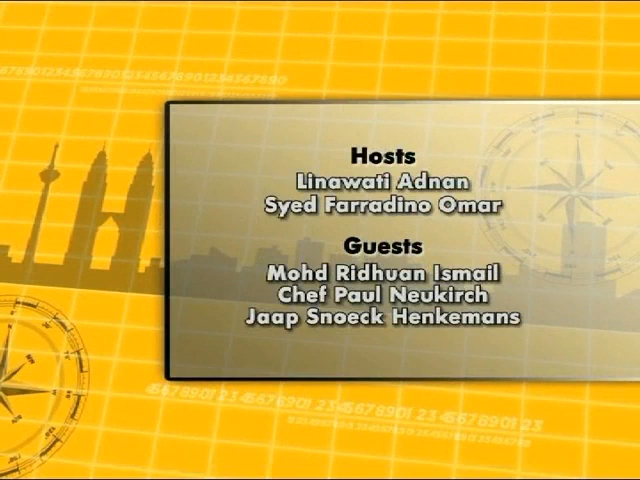 Hosts
Linawati Adnan
Syed Farradino Omar
Guests
Mohd Ridhuan Ismail
Chef Paul Neukirch
Jaap Snoeck Henkemans